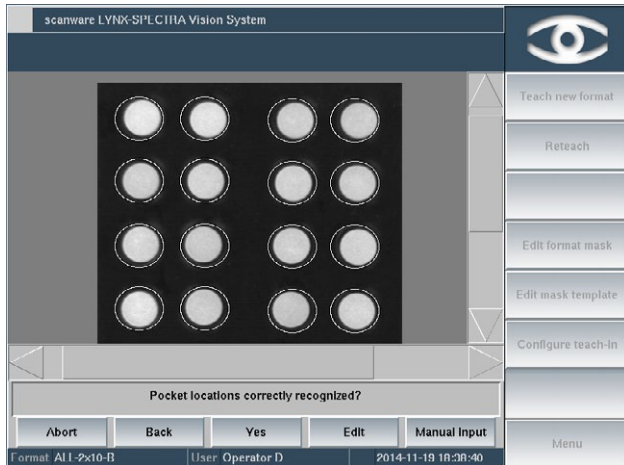 scanware LYNX-SPECTRA Vision System
Teach new format
Reteach
Edit format mask
Edit mask template
Configure teach-in
Pocket locations correctly recognized?
Abort Back Yes Edit Manual Input
Menu
Format ALL-2x10-B User Operator D 2014-11-19 18:38:40